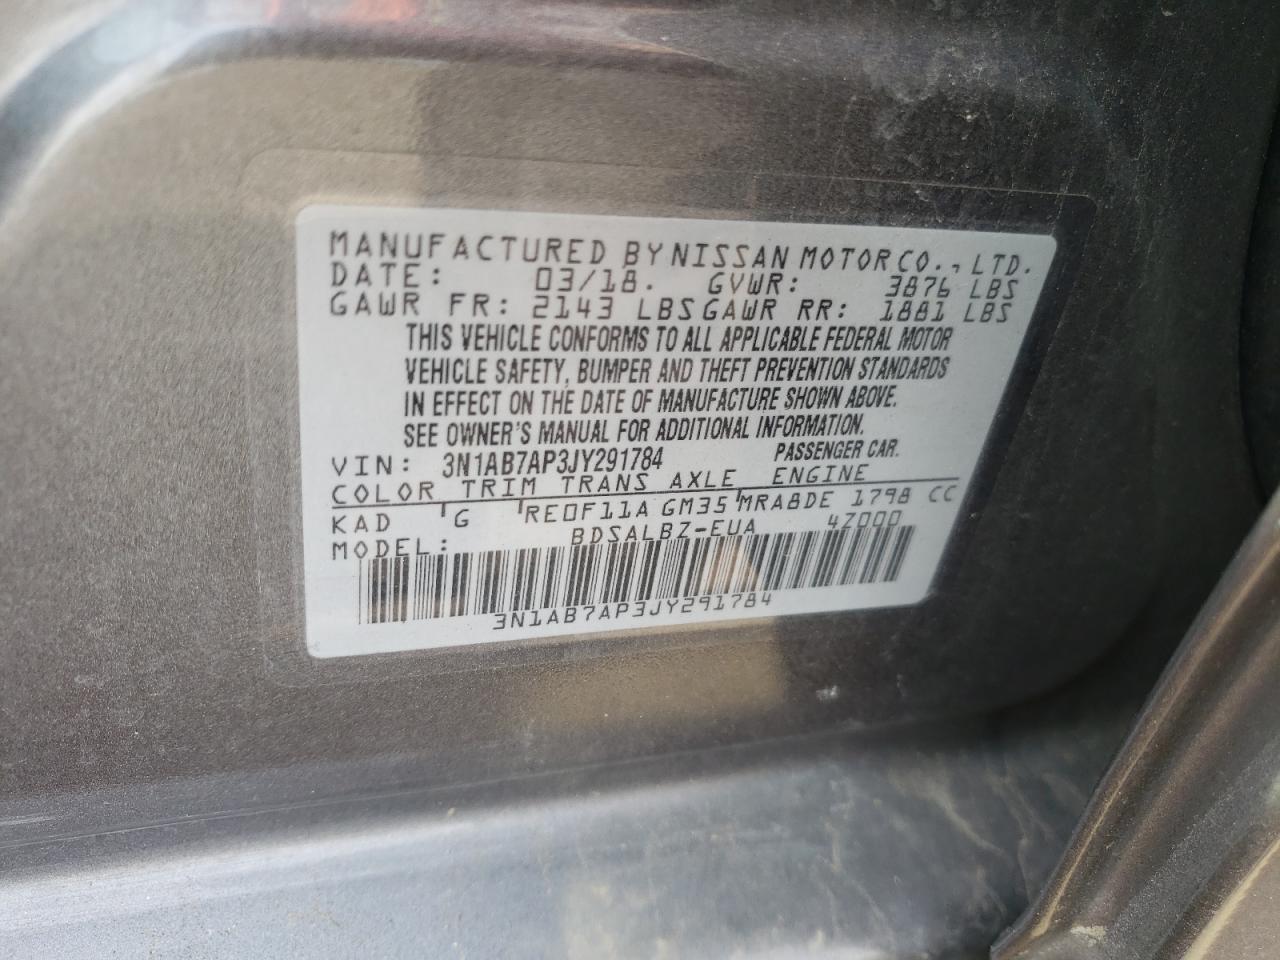 MANUFACTURED BY NISSAN MOTOR CO., LTD.
DATE: 03/18. GVWR: 3876 LBS
GAWR FR: 2143 LBS GAWR RR: 1881 LBS
THIS VEHICLE CONFORMS TO ALL APPLICABLE FEDERAL MOTOR
VEHICLE SAFETY, BUMPER AND THEFT PREVENTION STANDARDS
IN EFFECT ON THE DATE OF MANUFACTURE SHOWN ABOVE.
SEE OWNER'S MANUAL FOR ADDITIONAL INFORMATION.
VIN: 3N1AB7AP3JY291784 PASSENGER CAR.
COLOR TRIM TRANS AXLE ENGINE
KAD G RE0F11A GM35 MRA8DE 1798 CC
MODEL: BDSALBZ-EUA 4Z000
3N1AB7AP3JY291784